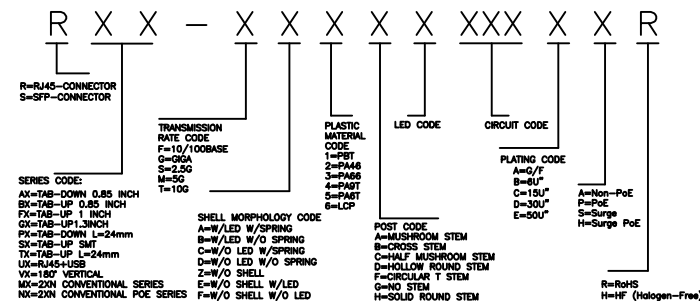 R X X - X X X X X XXX X X R
R=RJ45-CONNECTOR
S=SFP-CONNECTOR
SERIES CODE:
AX=TAB-DOWN 0.85 INCH
BX=TAB-UP 0.85 INCH
FX=TAB-UP 1 INCH
GX=TAB-UP1.3INCH
PX=TAB-DOWN L=24mm
SX=TAB-UP SMT
TX=TAB-UP L=24mm
UX=RJ45+USB
VX=180° VERTICAL
MX=2XN CONVENTIONAL SERIES
NX=2XN CONVENTIONAL POE SERIES
TRANSMISSION
RATE CODE
F=10/100BASE
G=GIGA
S=2.5G
M=5G
T=10G
SHELL MORPHOLOGY CODE
A=W/LED W/SPRING
B=W/LED W/O SPRING
C=W/O LED W/SPRING
D=W/O LED W/O SPRING
Z=W/O SHELL
E=W/O SHELL W/LED
F=W/O SHELL W/O LED
PLASTIC
MATERIAL
CODE
1=PBT
2=PA46
3=PA66
4=PA9T
5=PA6T
6=LCP
POST CODE
A=MUSHROOM STEM
B=CROSS STEM
C=HALF MUSHROOM STEM
D=HOLLOW ROUND STEM
F=CIRCULAR T STEM
G=NO STEM
H=SOLID ROUND STEM
LED CODE
CIRCUIT CODE
PLATING CODE
A=G/F
B=6U"
C=15U"
D=30U"
E=50U"
A=Non-PoE
P=PoE
S=Surge
H=Surge PoE
R=RoHS
H=HF (Halogen-Free)